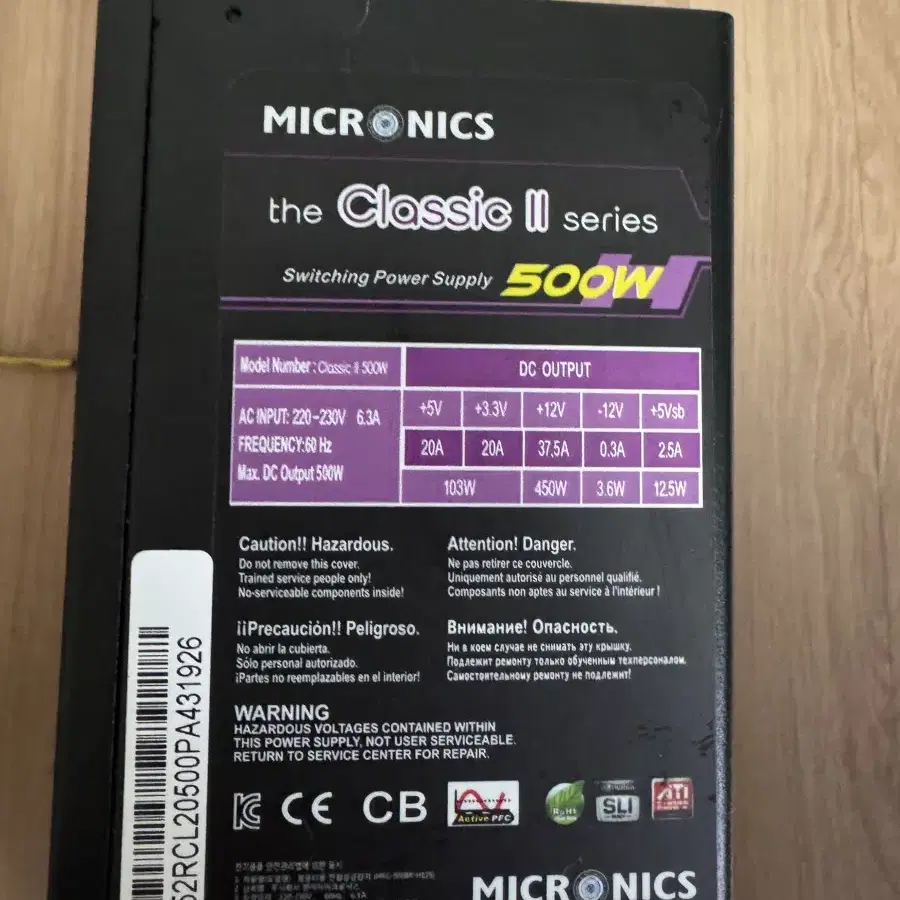 MICRONICS
the Classic II series
Switching Power Supply 500W
Model Number : Classic II 500W
DC OUTPUT
AC INPUT: 220-230V 6.3A
FREQUENCY:60 Hz
Max. DC Output 500W
+5V +3.3V +12V -12V +5Vsb
20A 20A 37.5A 0.3A 2.5A
103W 450W 3.6W 12.5W
Caution!! Hazardous.
Do not remove this cover.
Trained service people only!
No-serviceable components inside!
Attention! Danger.
Ne pas retirer ce couvercle.
Uniquement autorisé au personnel qualifié.
Composants non aptes au service à l'intérieur !
¡¡Precaución!! Peligroso.
No abrir la cubierta.
Sólo personal autorizado.
¡Partes no reemplazables en el interior!
Внимание! Опасность.
Ни в коем случае не снимать эту крышку.
Подлежит ремонту только обученным техперсоналом.
Самостоятельному ремонту не подлежит!
WARNING
HAZARDOUS VOLTAGES CONTAINED WITHIN
THIS POWER SUPPLY, NOT USER SERVICEABLE.
RETURN TO SERVICE CENTER FOR REPAIR.
CE CB Active PFC RoHS SLI ATI
MICRONICS
52RCL20500PA431926